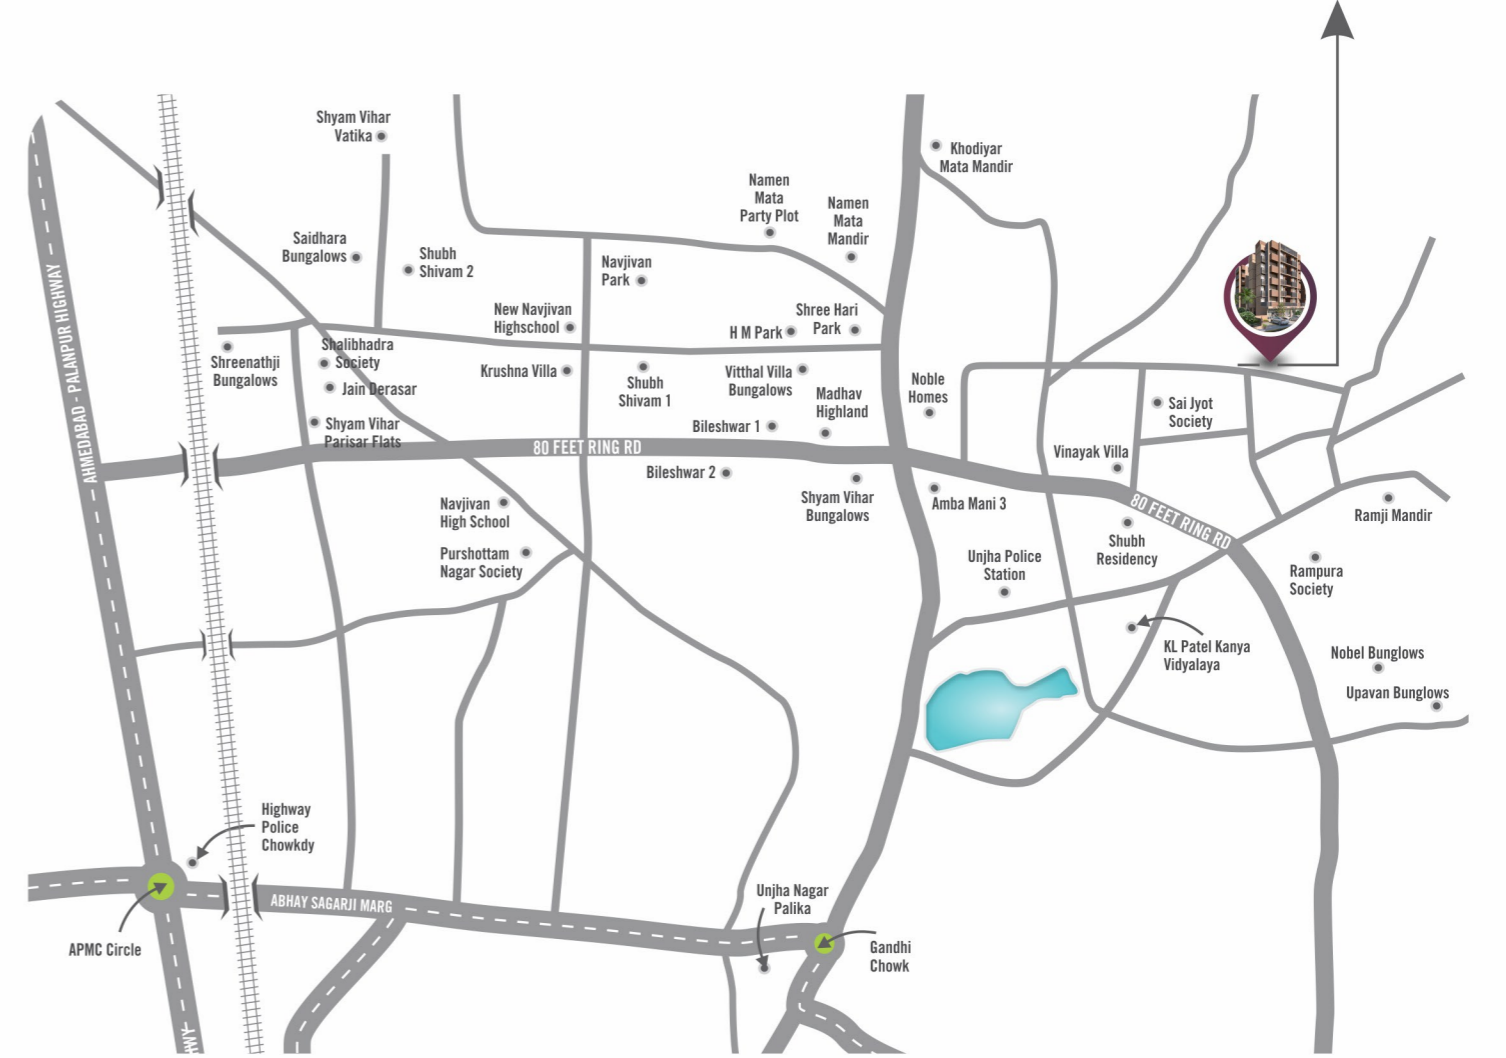 Shyam Vihar
Vatika
Khodiyar
Mata Mandir
Namen
Mata
Party Plot
Namen
Mata
Mandir
Saidhara
Bungalows
Shubh
Shivam 2
Navjivan
Park
New Navjivan
Highschool
Shree Hari
Park
H M Park
Shreenathji
Bungalows
Shalibhadra
Society
Jain Derasar
Krushna Villa
Shubh
Shivam 1
Vitthal Villa
Bungalows
Madhav
Highland
Noble
Homes
Sai Jyot
Society
Shyam Vihar
Parisar Flats
Bileshwar 1
80 FEET RING RD
Vinayak Villa
Bileshwar 2
Shyam Vihar
Bungalows
Amba Mani 3
80 FEET RING RD
Ramji Mandir
AHMEDABAD - PALANPUR HIGHWAY
Navjivan
High School
Purshottam
Nagar Society
Unjha Police
Station
Shubh
Residency
Rampura
Society
KL Patel Kanya
Vidyalaya
Nobel Bunglows
Upavan Bunglows
Highway
Police
Chowkdy
ABHAY SAGARJI MARG
Unjha Nagar
Palika
APMC Circle
Gandhi
Chowk
HWY